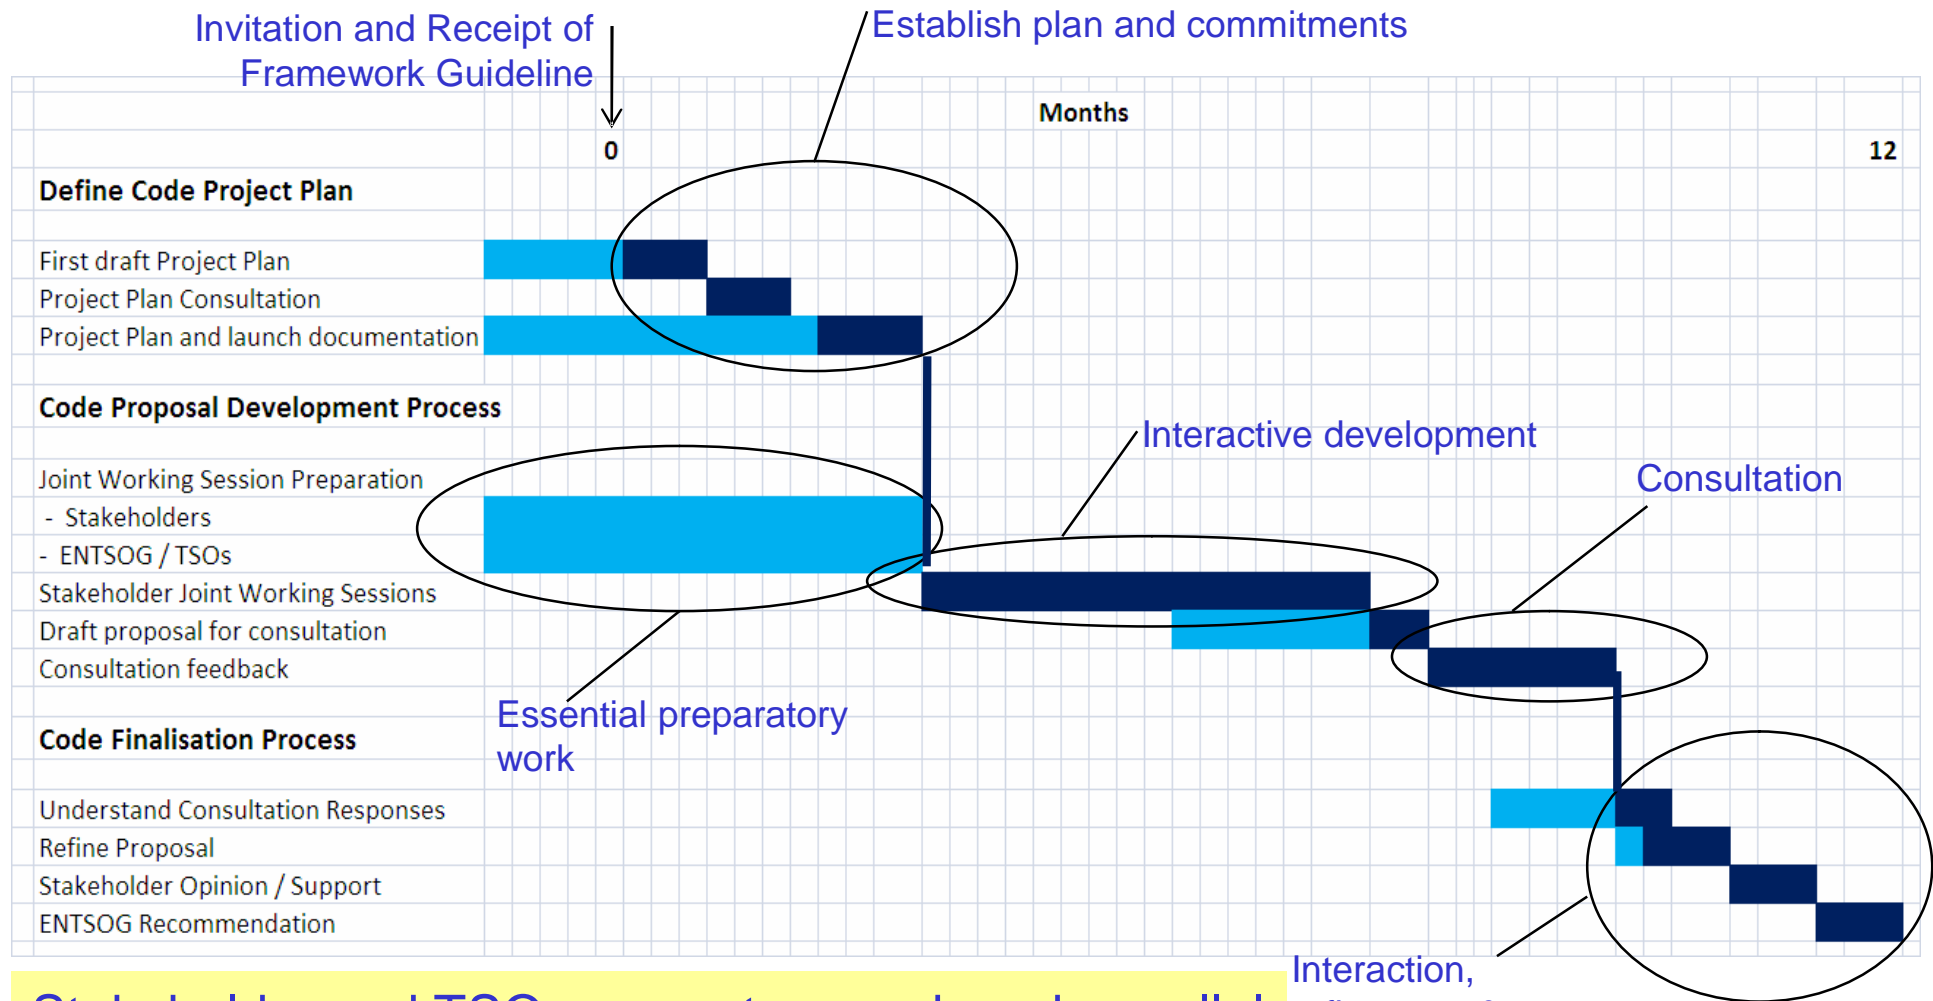 Invitation and Receipt of
Framework Guideline
Establish plan and commitments
Months
0
12
Define Code Project Plan
First draft Project Plan
Project Plan Consultation
Project Plan and launch documentation
Code Proposal Development Process
Interactive development
Consultation
Joint Working Session Preparation
- Stakeholders
- ENTSOG / TSOs
Stakeholder Joint Working Sessions
Draft proposal for consultation
Consultation feedback
Essential preparatory
work
Code Finalisation Process
Understand Consultation Responses
Refine Proposal
Stakeholder Opinion / Support
ENTSOG Recommendation
Interaction,